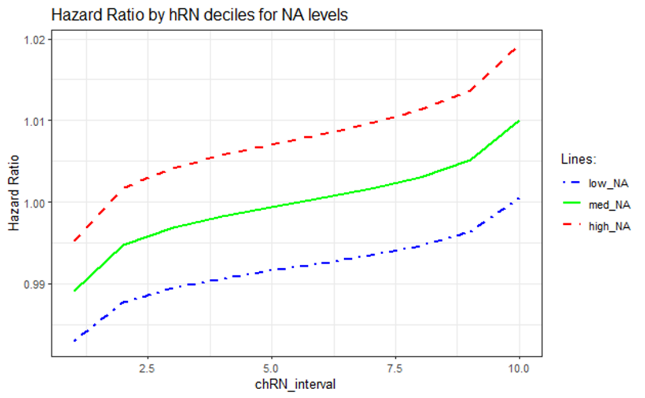 Hazard Ratio by hRN deciles for NA levels
1.02
1.01
1.00
0.99
Hazard Ratio
2.5
5.0
7.5
10.0
chRN_interval
Lines:
low_NA
med_NA
high_NA